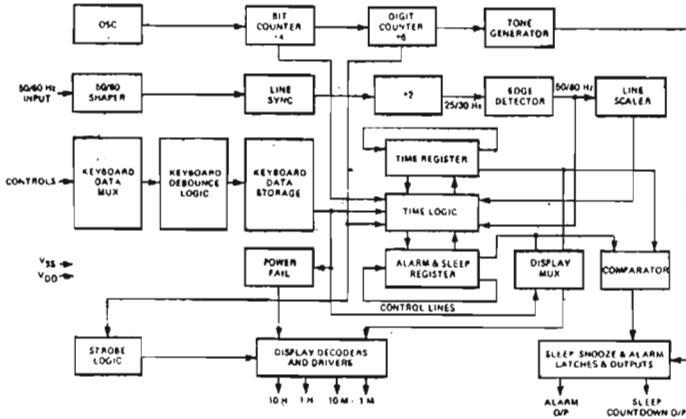 OSC
BIT
COUNTER
÷4
DIGIT
COUNTER
÷6
TONE
GENERATOR
50/60 Hz
INPUT
50/60
SHAPER
LINE
SYNC
÷2
25/30 Hz
EDGE
DETECTOR
50/60 Hz
LINE
SCALER
CONTROLS
KEYBOARD
DATA
MUX
KEYBOARD
DEBOUNCE
LOGIC
KEYBOARD
DATA
STORAGE
TIME REGISTER
TIME LOGIC
ALARM & SLEEP
REGISTER
VSS
VDD
POWER
FAIL
DISPLAY
MUX
COMPARATOR
CONTROL LINES
STROBE
LOGIC
DISPLAY DECODERS
AND DRIVERS
SLEEP SNOOZE & ALARM
LATCHES & OUTPUTS
10 H 1 H 10 M 1 M
ALARM
O/P
SLEEP
COUNTDOWN O/P